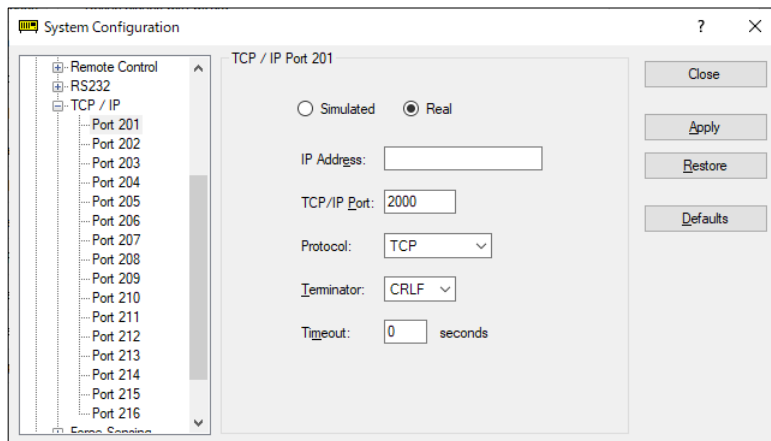 System Configuration
?
Remote Control
RS232
TCP / IP
Port 201
Port 202
Port 203
Port 204
Port 205
Port 206
Port 207
Port 208
Port 209
Port 210
Port 211
Port 212
Port 213
Port 214
Port 215
Port 216
Force Sensing
TCP / IP Port 201
Simulated Real
IP Address:
TCP/IP Port: 2000
Protocol: TCP
Terminator: CRLF
Timeout: 0 seconds
Close
Apply
Restore
Defaults